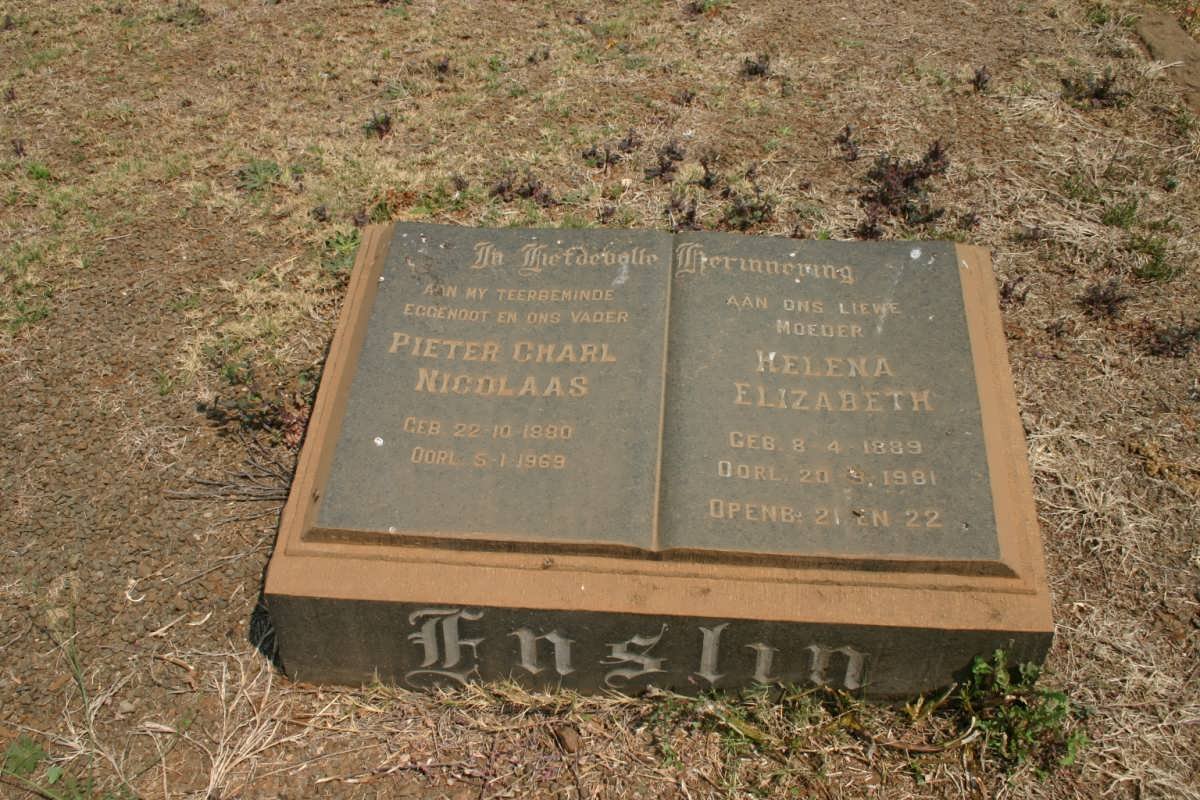 In Liefdevolle Herinnering
AAN MY TEERBEMINDE
EGGENOOT EN ONS VADER
PIETER CHARL
NICOLAAS
GEB. 22-10-1880
OORL. 5-1-1969
AAN ONS LIEWE
MOEDER
HELENA
ELIZABETH
GEB. 8-4-1889
OORL. 20-9-1981
OPENB: 21 EN 22
Enslin